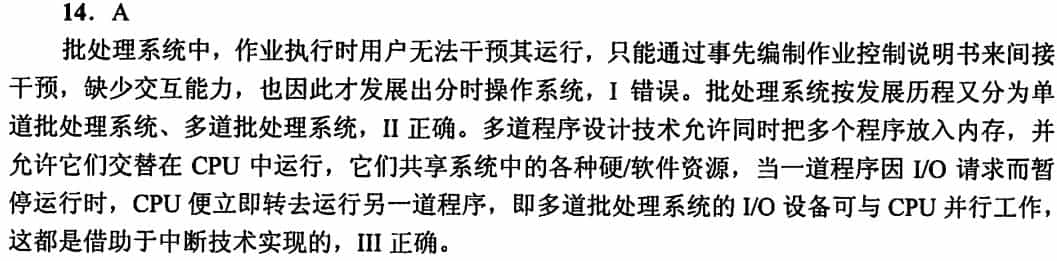 14. A
批处理系统中，作业执行时用户无法干预其运行，只能通过事先编制作业控制说明书来间接
干预，缺少交互能力，也因此才发展出分时操作系统，I 错误。批处理系统按发展历程又分为单
道批处理系统、多道批处理系统，II 正确。多道程序设计技术允许同时把多个程序放入内存，并
允许它们交替在 CPU 中运行，它们共享系统中的各种硬/软件资源，当一道程序因 I/O 请求而暂
停运行时，CPU 便立即转去运行另一道程序，即多道批处理系统的 I/O 设备可与 CPU 并行工作，
这都是借助于中断技术实现的，III 正确。